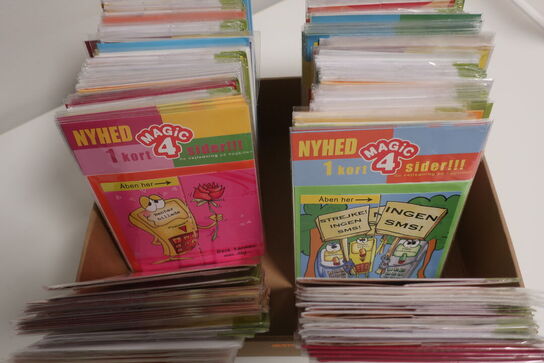 NYHED
MAGiC
4
1 kort
sider!!!
Åben her
NYHED
MAGiC
4
1 kort
sider!!!
Åben her
STREJKE!
INGEN
SMS!
INGEN
SMS!